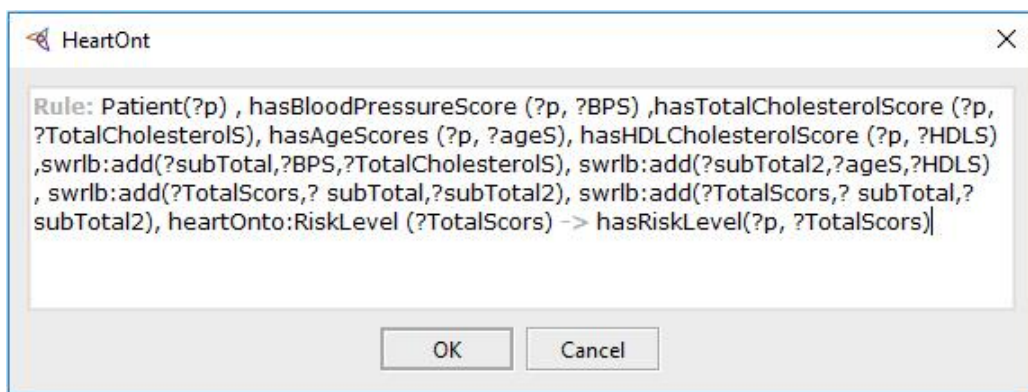 HeartOnt
Rule: Patient(?p) , hasBloodPressureScore (?p, ?BPS) ,hasTotalCholesterolScore (?p,
?TotalCholesterolS), hasAgeScores (?p, ?ageS), hasHDLCholesterolScore (?p, ?HDLS)
,swrlb:add(?subTotal,?BPS,?TotalCholesterolS), swrlb:add(?subTotal2,?ageS,?HDLS)
, swrlb:add(?TotalScors,? subTotal,?subTotal2), swrlb:add(?TotalScors,? subTotal,?
subTotal2), heartOnto:RiskLevel (?TotalScors) -> hasRiskLevel(?p, ?TotalScors)
OK
Cancel